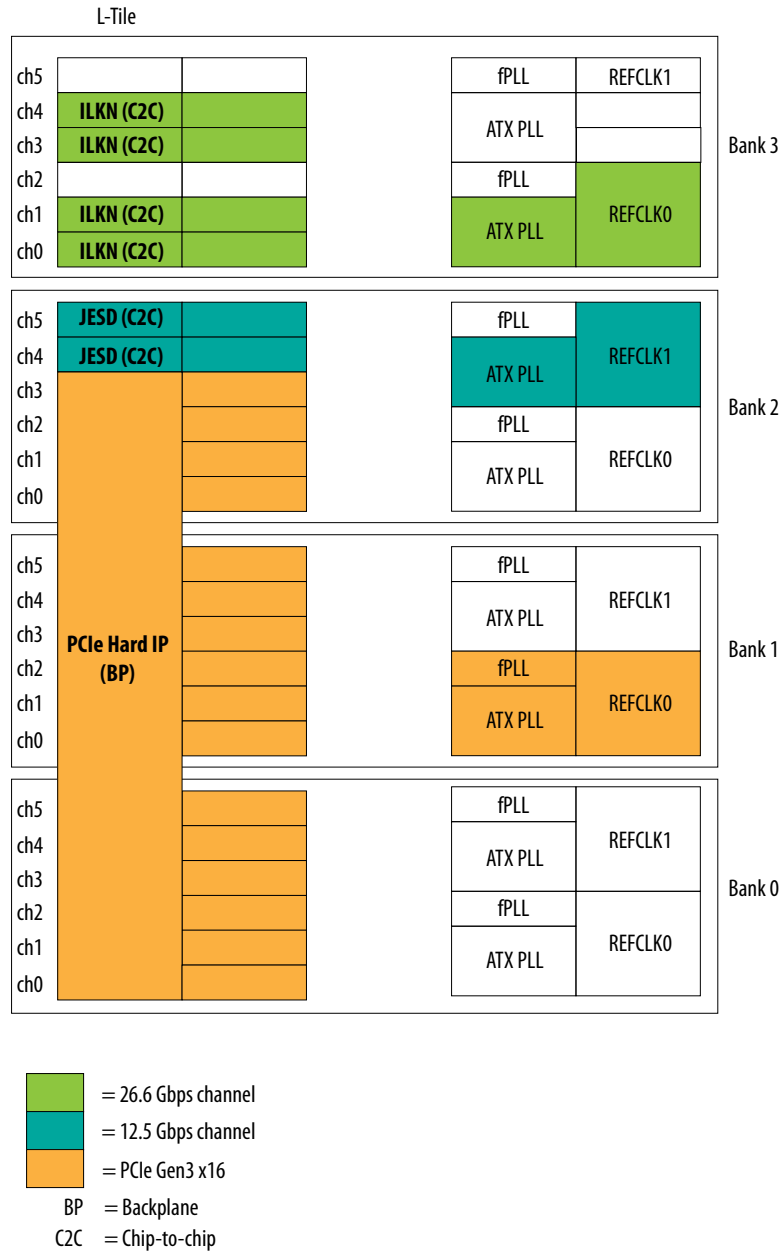 L-Tile
ch5 fPLL REFCLK1
ch4 ILKN (C2C)
ATX PLL
ch3 ILKN (C2C)
Bank 3
ch2 fPLL
ch1 ILKN (C2C)
ATX PLL REFCLK0
ch0 ILKN (C2C)
ch5 JESD (C2C) fPLL
ch4 JESD (C2C)
ATX PLL REFCLK1
ch3
Bank 2
ch2 fPLL
ch1
ATX PLL REFCLK0
ch0
ch5 fPLL
ch4 REFCLK1
ATX PLL
ch3
PCIe Hard IP
(BP)
Bank 1
ch2 fPLL
ch1
ATX PLL REFCLK0
ch0
ch5 fPLL
ch4 REFCLK1
ATX PLL
ch3
Bank 0
ch2 fPLL
ch1 REFCLK0
ATX PLL
ch0
= 26.6 Gbps channel
= 12.5 Gbps channel
= PCIe Gen3 x16
BP = Backplane
C2C = Chip-to-chip